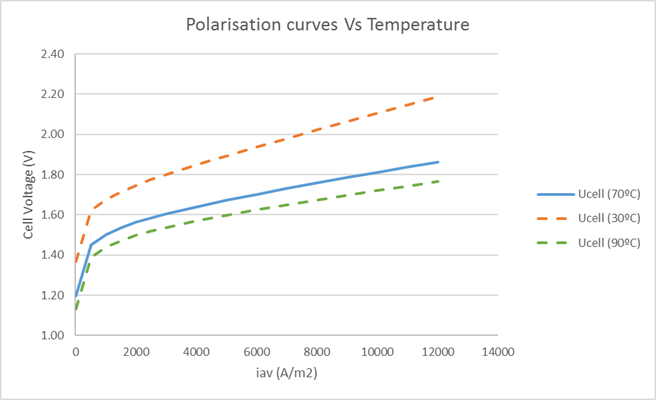 Polarisation curves Vs Temperature
2.40
2.20
2.00
1.80
1.60
1.40
1.20
1.00
Cell Voltage (V)
0 2000 4000 6000 8000 10000 12000 14000
iav (A/m2)
Ucell (70ºC)
Ucell (30ºC)
Ucell (90ºC)